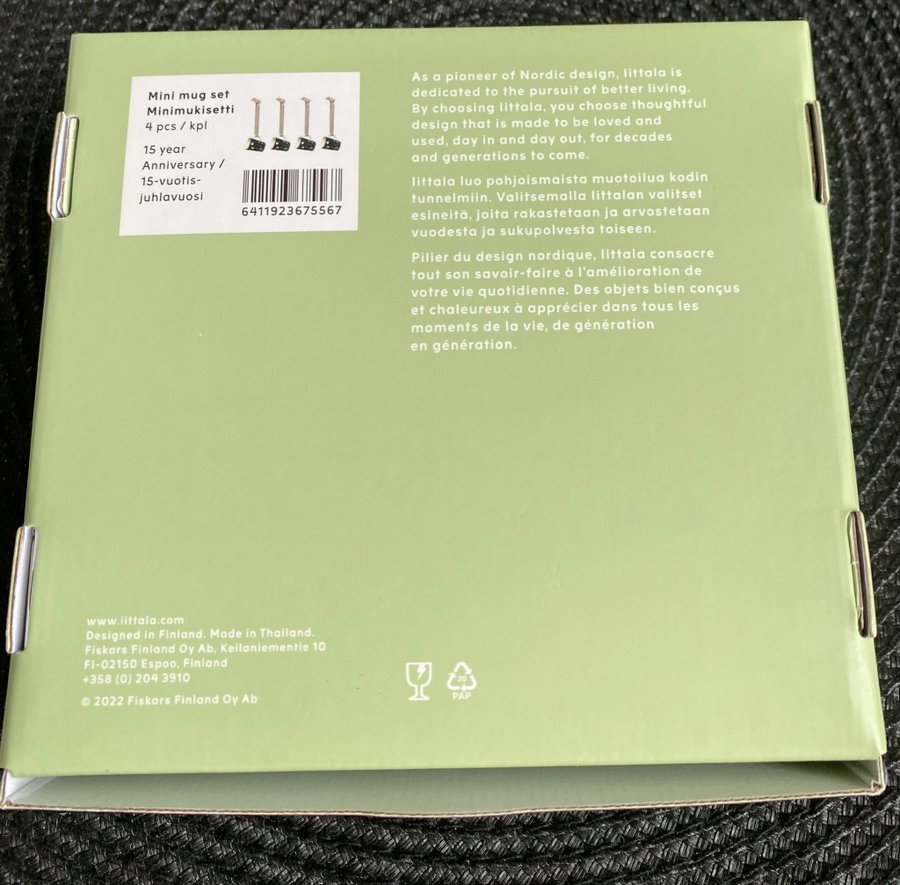 Mini mug set
Minimukisetti
4 pcs / kpl
15 year
Anniversary /
15-vuotis-
juhlavuosi
6411923675567
As a pioneer of Nordic design, Iittala is
dedicated to the pursuit of better living.
By choosing Iittala, you choose thoughtful
design that is made to be loved and
used, day in and day out, for decades
and generations to come.
Iittala luo pohjoismaista muotoilua kodin
tunnelmiin. Valitsemalla Iittalan valitset
esineitä, joita rakastetaan ja arvostetaan
vuodesta ja sukupolvesta toiseen.
Pilier du design nordique, Iittala consacre
tout son savoir-faire à l'amélioration de
votre vie quotidienne. Des objets bien conçus
et chaleureux à apprécier dans tous les
moments de la vie, de génération
en génération.
www.iittala.com
Designed in Finland. Made in Thailand.
Fiskars Finland Oy Ab, Keilaniementie 10
FI-02150 Espoo, Finland
+358 (0) 204 3910
© 2022 Fiskars Finland Oy Ab
20
PAP